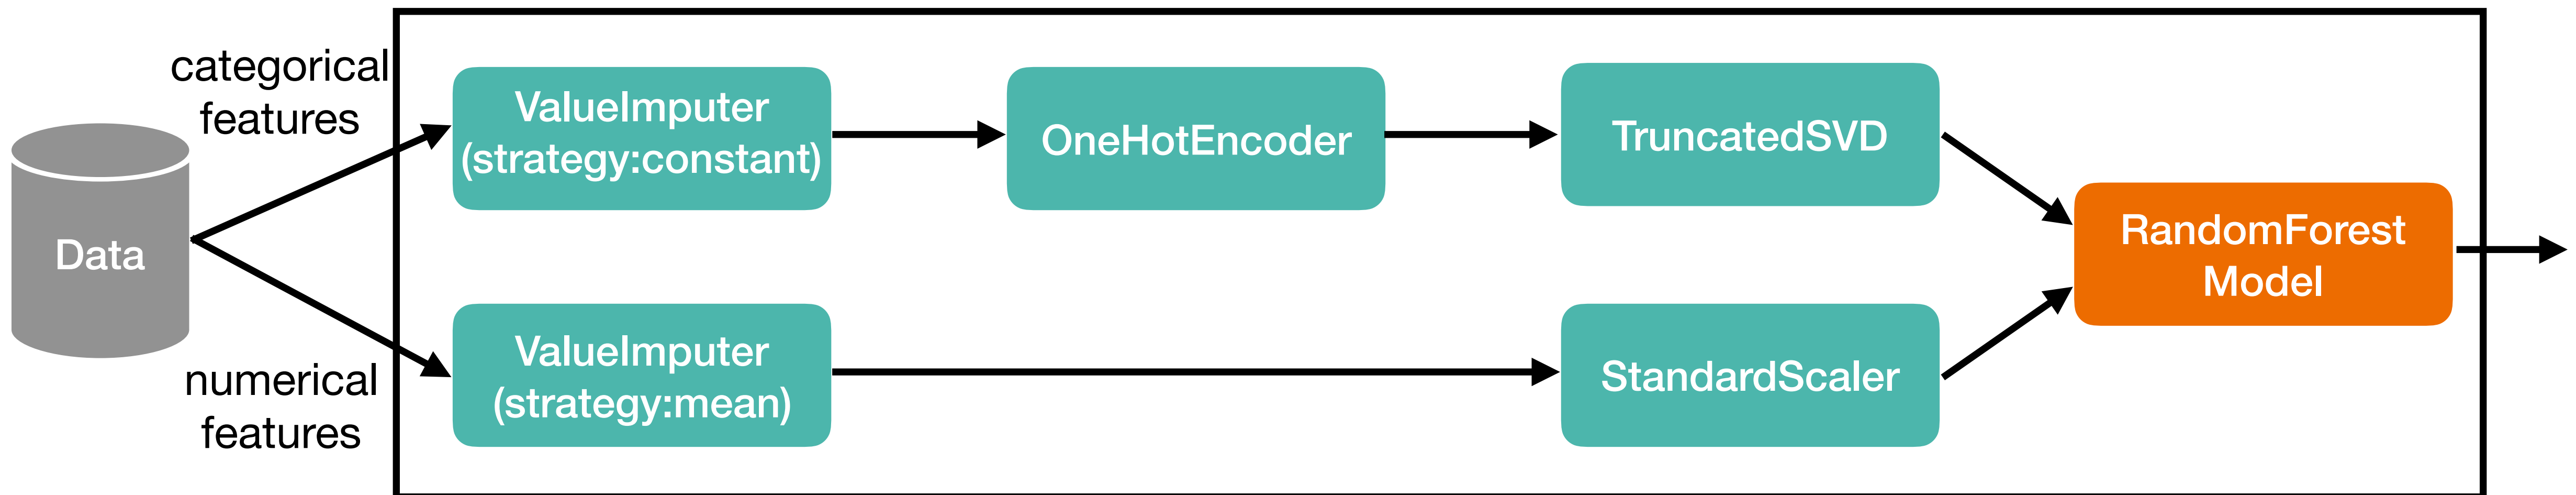 categorical
features
ValueImputer
(strategy:constant)
OneHotEncoder
TruncatedSVD
Data
RandomForest
Model
numerical
features
ValueImputer
(strategy:mean)
StandardScaler